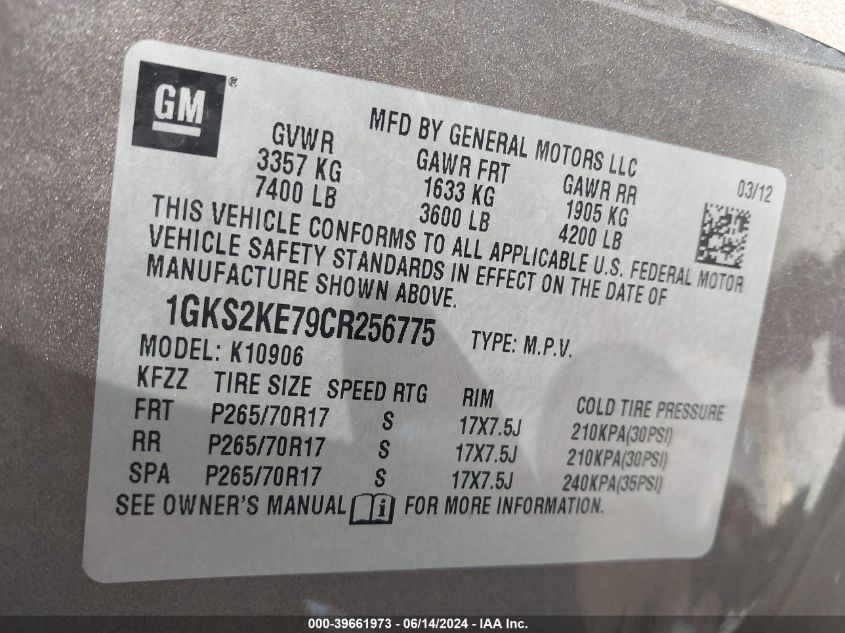 GM®
MFD BY GENERAL MOTORS LLC
03/12
GVWR GAWR FRT GAWR RR
3357 KG 1633 KG 1905 KG
7400 LB 3600 LB 4200 LB
THIS VEHICLE CONFORMS TO ALL APPLICABLE U.S. FEDERAL MOTOR
VEHICLE SAFETY STANDARDS IN EFFECT ON THE DATE OF
MANUFACTURE SHOWN ABOVE.
1GKS2KE79CR256775 TYPE: M.P.V.
MODEL: K10906
KFZZ TIRE SIZE SPEED RTG RIM COLD TIRE PRESSURE
FRT P265/70R17 S 17X7.5J 210KPA(30PSI)
RR P265/70R17 S 17X7.5J 210KPA(30PSI)
SPA P265/70R17 S 17X7.5J 240KPA(35PSI)
SEE OWNER'S MANUAL i FOR MORE INFORMATION.
000-39661973 - 06/14/2024 - IAA Inc.